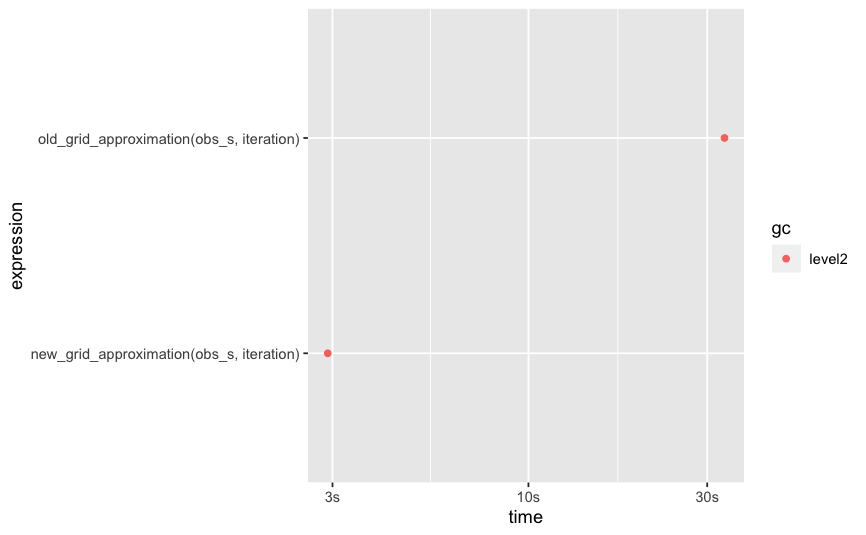 expression
old_grid_approximation(obs_s, iteration)
new_grid_approximation(obs_s, iteration)
3s
10s
30s
time
gc
level2